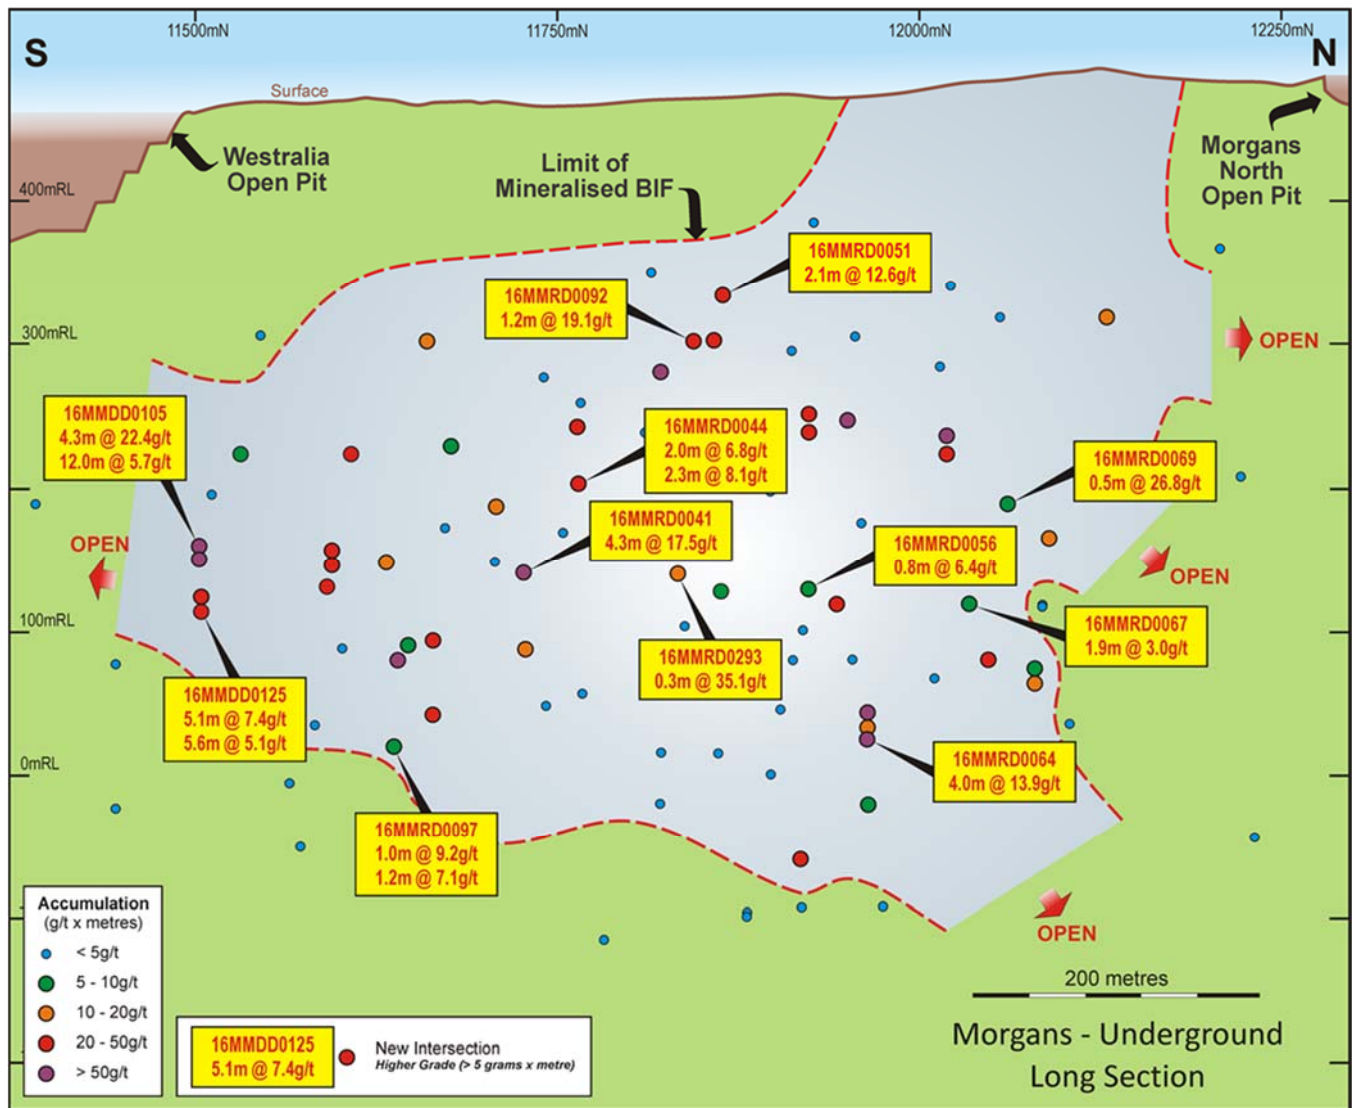 11500mN
11750mN
12000mN
12250mN
S
N
Surface
Westralia
Open Pit
Limit of
Mineralised BIF
Morgans
North
Open Pit
400mRL
300mRL
100mRL
0mRL
16MMRD0051
2.1m @ 12.6g/t
16MMRD0092
1.2m @ 19.1g/t
OPEN
16MMDD0105
4.3m @ 22.4g/t
12.0m @ 5.7g/t
16MMRD0044
2.0m @ 6.8g/t
2.3m @ 8.1g/t
16MMRD0069
0.5m @ 26.8g/t
16MMRD0041
4.3m @ 17.5g/t
OPEN
16MMRD0056
0.8m @ 6.4g/t
OPEN
16MMRD0067
1.9m @ 3.0g/t
16MMRD0293
0.3m @ 35.1g/t
16MMDD0125
5.1m @ 7.4g/t
5.6m @ 5.1g/t
16MMRD0064
4.0m @ 13.9g/t
16MMRD0097
1.0m @ 9.2g/t
1.2m @ 7.1g/t
OPEN
Accumulation
(g/t x metres)
< 5g/t
5 - 10g/t
10 - 20g/t
20 - 50g/t
> 50g/t
16MMDD0125
5.1m @ 7.4g/t
New Intersection
Higher Grade (> 5 grams x metre)
200 metres
Morgans - Underground
Long Section